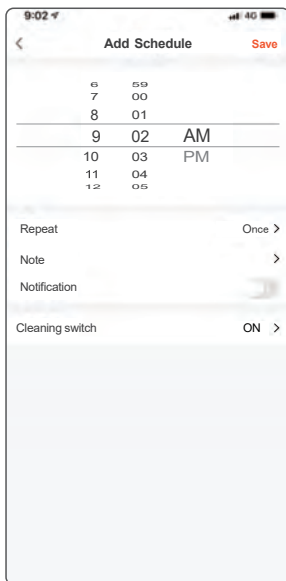 9:02 4G
Add Schedule Save
6 59
7 00
8 01
9 02 AM
10 03 PM
11 04
12 05
Repeat Once >
Note >
Notification
Cleaning switch ON >